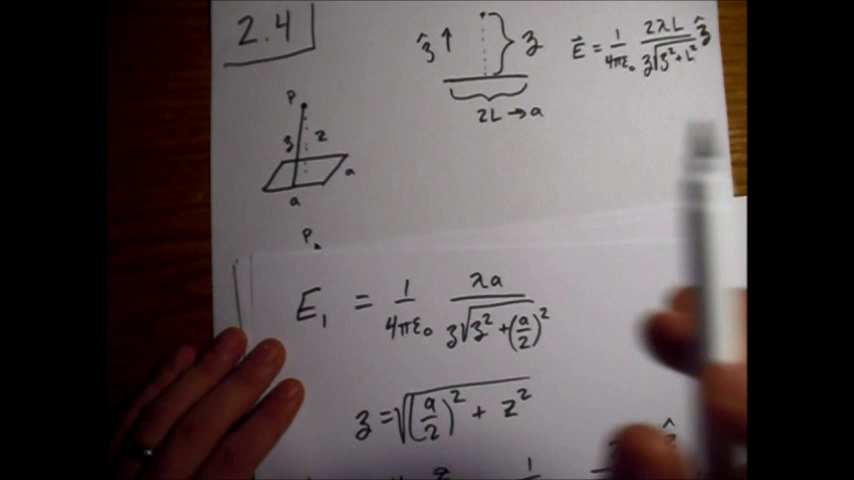 2.4
ẑ ↑ } z
E⃗ = 1/4πε₀ 2λL/z√(z²+L²) ẑ
2L → a
P
z z
a
a
P.
E₁ = 1/4πε₀ λa/z√(z²+(a/2)²)
z = √((a/2)² + z²)